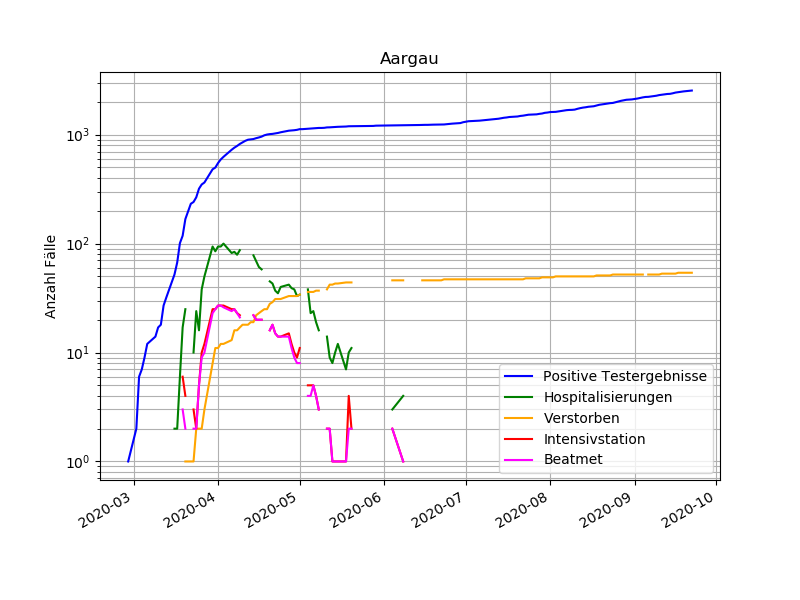 Aargau
Anzahl Fälle
10³
10²
10¹
10⁰
Positive Testergebnisse
Hospitalisierungen
Verstorben
Intensivstation
Beatmet
2020-03
2020-04
2020-05
2020-06
2020-07
2020-08
2020-09
2020-10